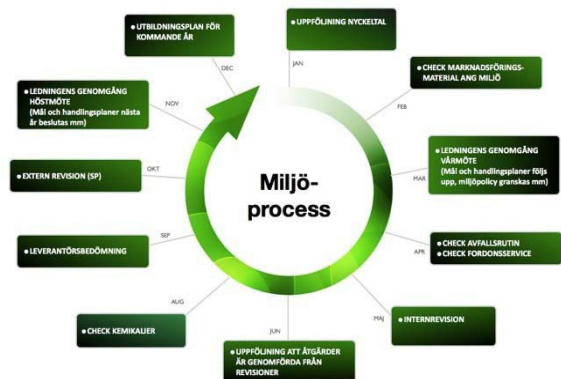 ● UPPFÖLJNING NYCKELTAL
JAN
● CHECK MARKNADSFÖRINGS-
MATERIAL ANG MILJÖ
FEB
● LEDNINGENS GENOMGÅNG
VÅRMÖTE
(Mål och handlingsplaner följs
upp, miljöpolicy granskas mm)
MAR
● CHECK AVFALLSRUTIN
● CHECK FORDONSSERVICE
APR
● INTERNREVISION
MAJ
● UPPFÖLJNING ATT ÅTGÄRDER
ÄR GENOMFÖRDA FRÅN
REVISIONER
JUN
● CHECK KEMIKALIER
AUG
● LEVERANTÖRSBEDÖMNING
SEP
● EXTERN REVISION (SP)
OKT
● LEDNINGENS GENOMGÅNG
HÖSTMÖTE
(Mål och handlingsplaner nästa
år beslutas mm)
NOV
● UTBILDNINGSPLAN FÖR
KOMMANDE ÅR
DEC
Miljö-
process